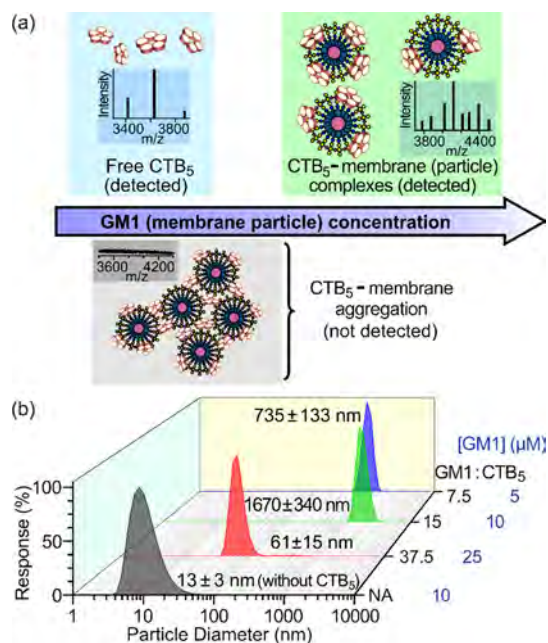 (a)
Intensity
3400 3800
m/z
Free CTB5
(detected)
Intensity
3800 4400
m/z
CTB5-membrane (particle)
complexes (detected)
GM1 (membrane particle) concentration
3600 4200
m/z
CTB5-membrane
aggregation
(not detected)
(b)
735±133 nm
[GM1] (μM)
GM1:CTB5
7.5 5
1670±340nm
15 10
61±15 nm
37.5 25
13±3 nm(without CTB5)
NA 10
100
50
0
Response (%)
1 10 100 1000 10000
Particle Diameter (nm)